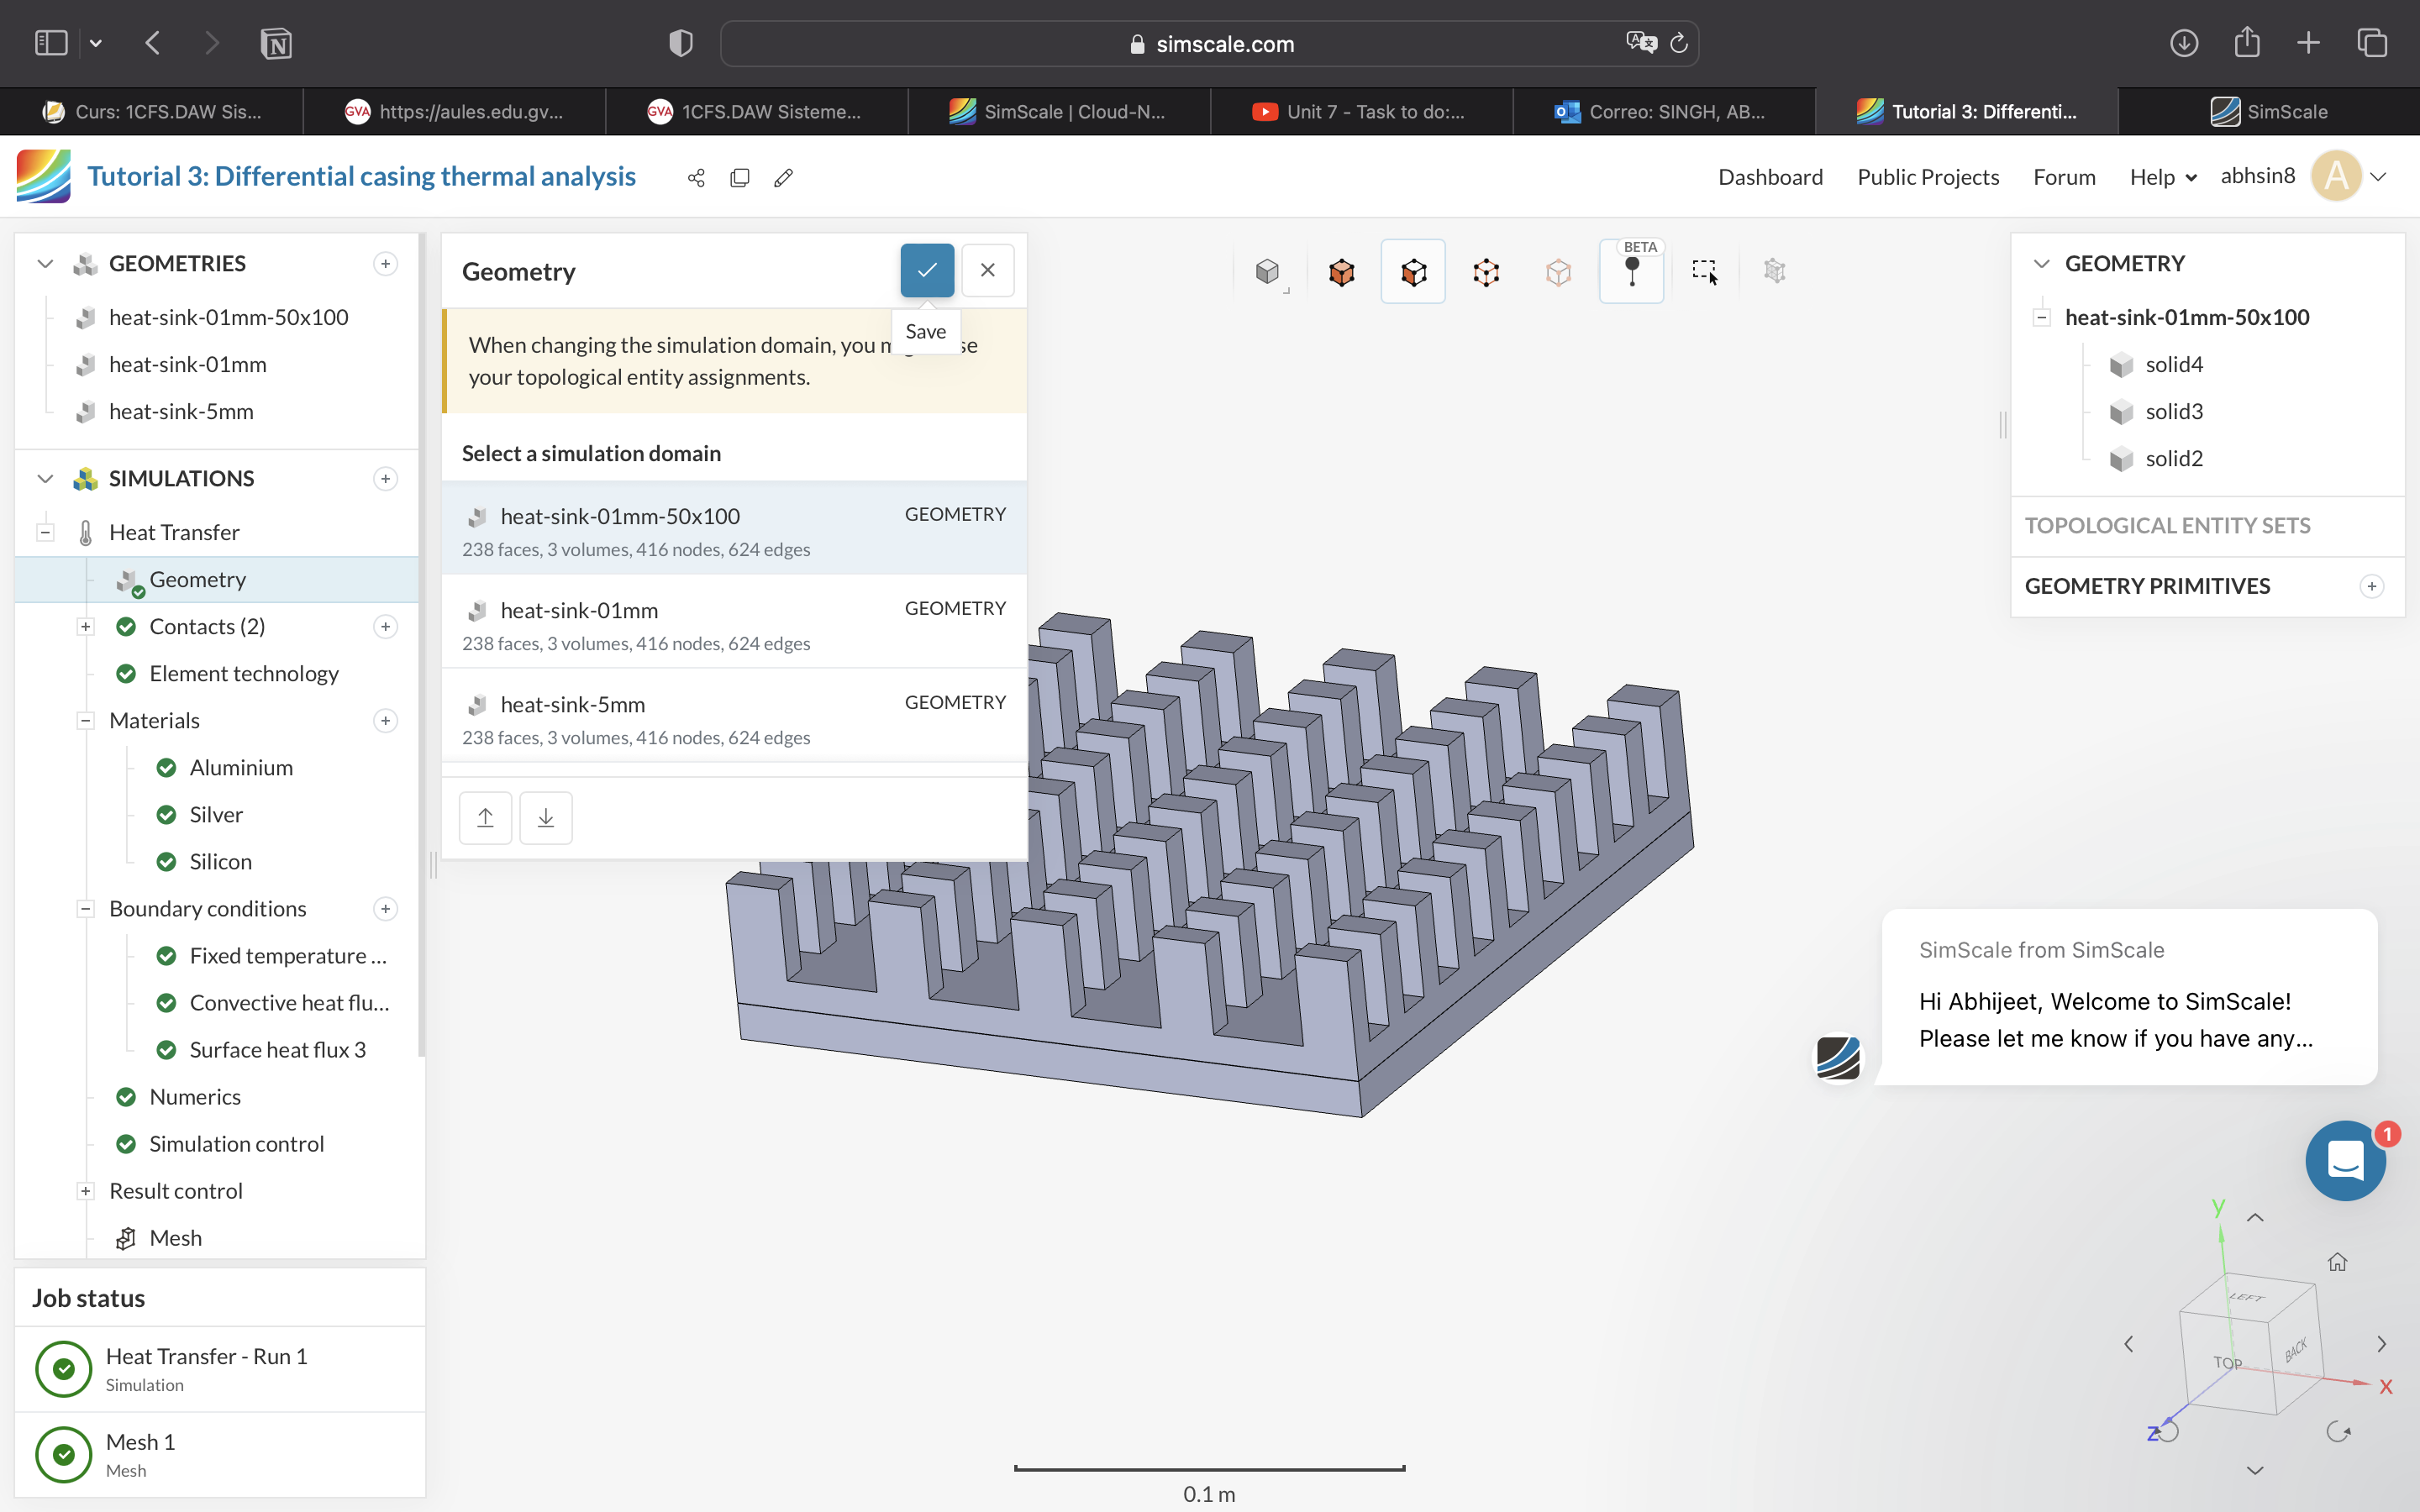 simscale.com
Curs: 1CFS.DAW Sis...
GVA https://aules.edu.gv...
GVA 1CFS.DAW Sisteme...
SimScale | Cloud-N...
Unit 7 - Task to do:...
Correo: SINGH, AB...
Tutorial 3: Differenti...
SimScale
Tutorial 3: Differential casing thermal analysis
Dashboard
Public Projects
Forum
Help
abhsin8
A
GEOMETRIES
heat-sink-01mm-50x100
heat-sink-01mm
heat-sink-5mm
SIMULATIONS
Heat Transfer
Geometry
Contacts (2)
Element technology
Materials
Aluminium
Silver
Silicon
Boundary conditions
Fixed temperature ...
Convective heat flu...
Surface heat flux 3
Numerics
Simulation control
Result control
Mesh
Job status
Heat Transfer - Run 1
Simulation
Mesh 1
Mesh
Geometry
Save
When changing the simulation domain, you
your topological entity assignments.
Select a simulation domain
heat-sink-01mm-50x100 GEOMETRY
238 faces, 3 volumes, 416 nodes, 624 edges
heat-sink-01mm GEOMETRY
238 faces, 3 volumes, 416 nodes, 624 edges
heat-sink-5mm GEOMETRY
238 faces, 3 volumes, 416 nodes, 624 edges
BETA
GEOMETRY
heat-sink-01mm-50x100
solid4
solid3
solid2
TOPOLOGICAL ENTITY SETS
GEOMETRY PRIMITIVES
SimScale from SimScale
Hi Abhijeet, Welcome to SimScale!
Please let me know if you have any...
1
y
LEFT
TOP
BACK
x
z
0.1 m